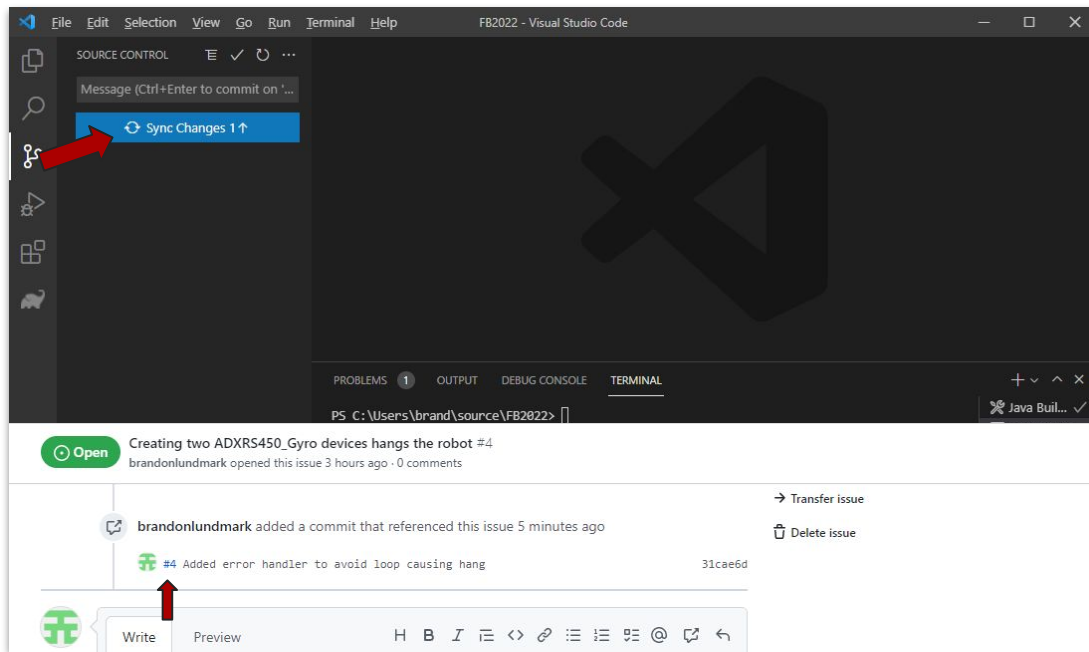 File Edit Selection View Go Run Terminal Help FB2022 - Visual Studio Code
SOURCE CONTROL
Message (Ctrl+Enter to commit on '...
Sync Changes 1↑
PROBLEMS 1 OUTPUT DEBUG CONSOLE TERMINAL
PS C:\Users\brand\source\FB2022>
Java Buil...
Open
Creating two ADXRS450_Gyro devices hangs the robot #4
brandonlundmark opened this issue 3 hours ago · 0 comments
Transfer issue
brandonlundmark added a commit that referenced this issue 5 minutes ago
Delete issue
#4 Added error handler to avoid loop causing hang 31cae6d
Write Preview H B I